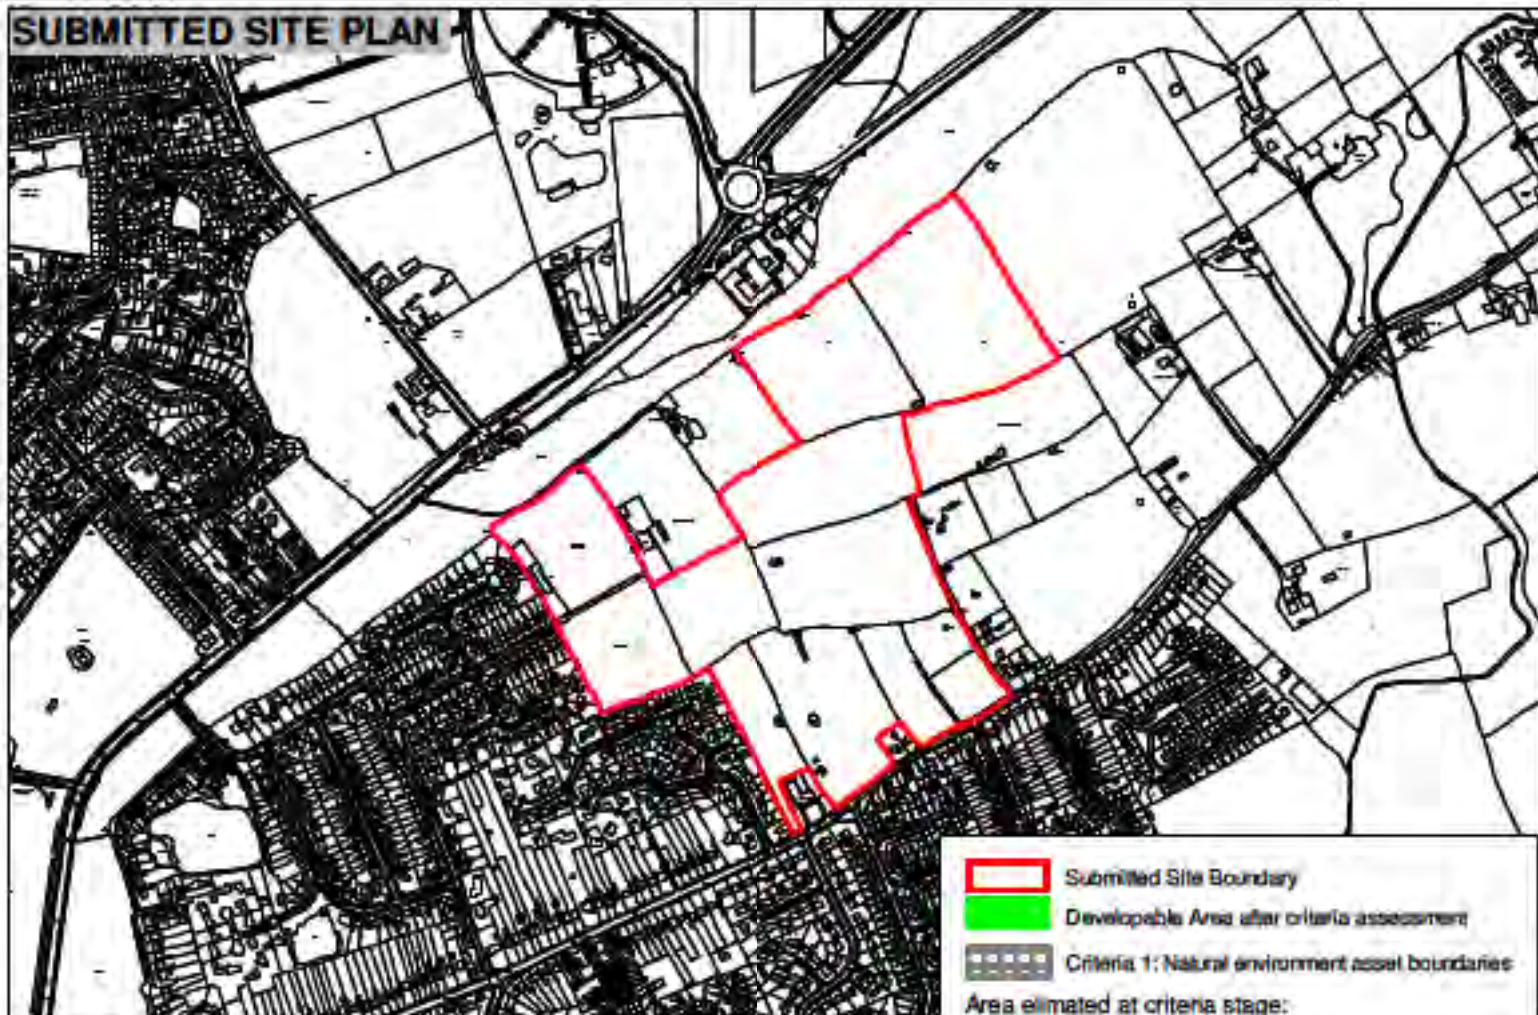 SUBMITTED SITE PLAN
Submitted Site Boundary
Developable Area after criteria assessment
Criteria 1: Natural environment asset boundaries
Area elimated at criteria stage: